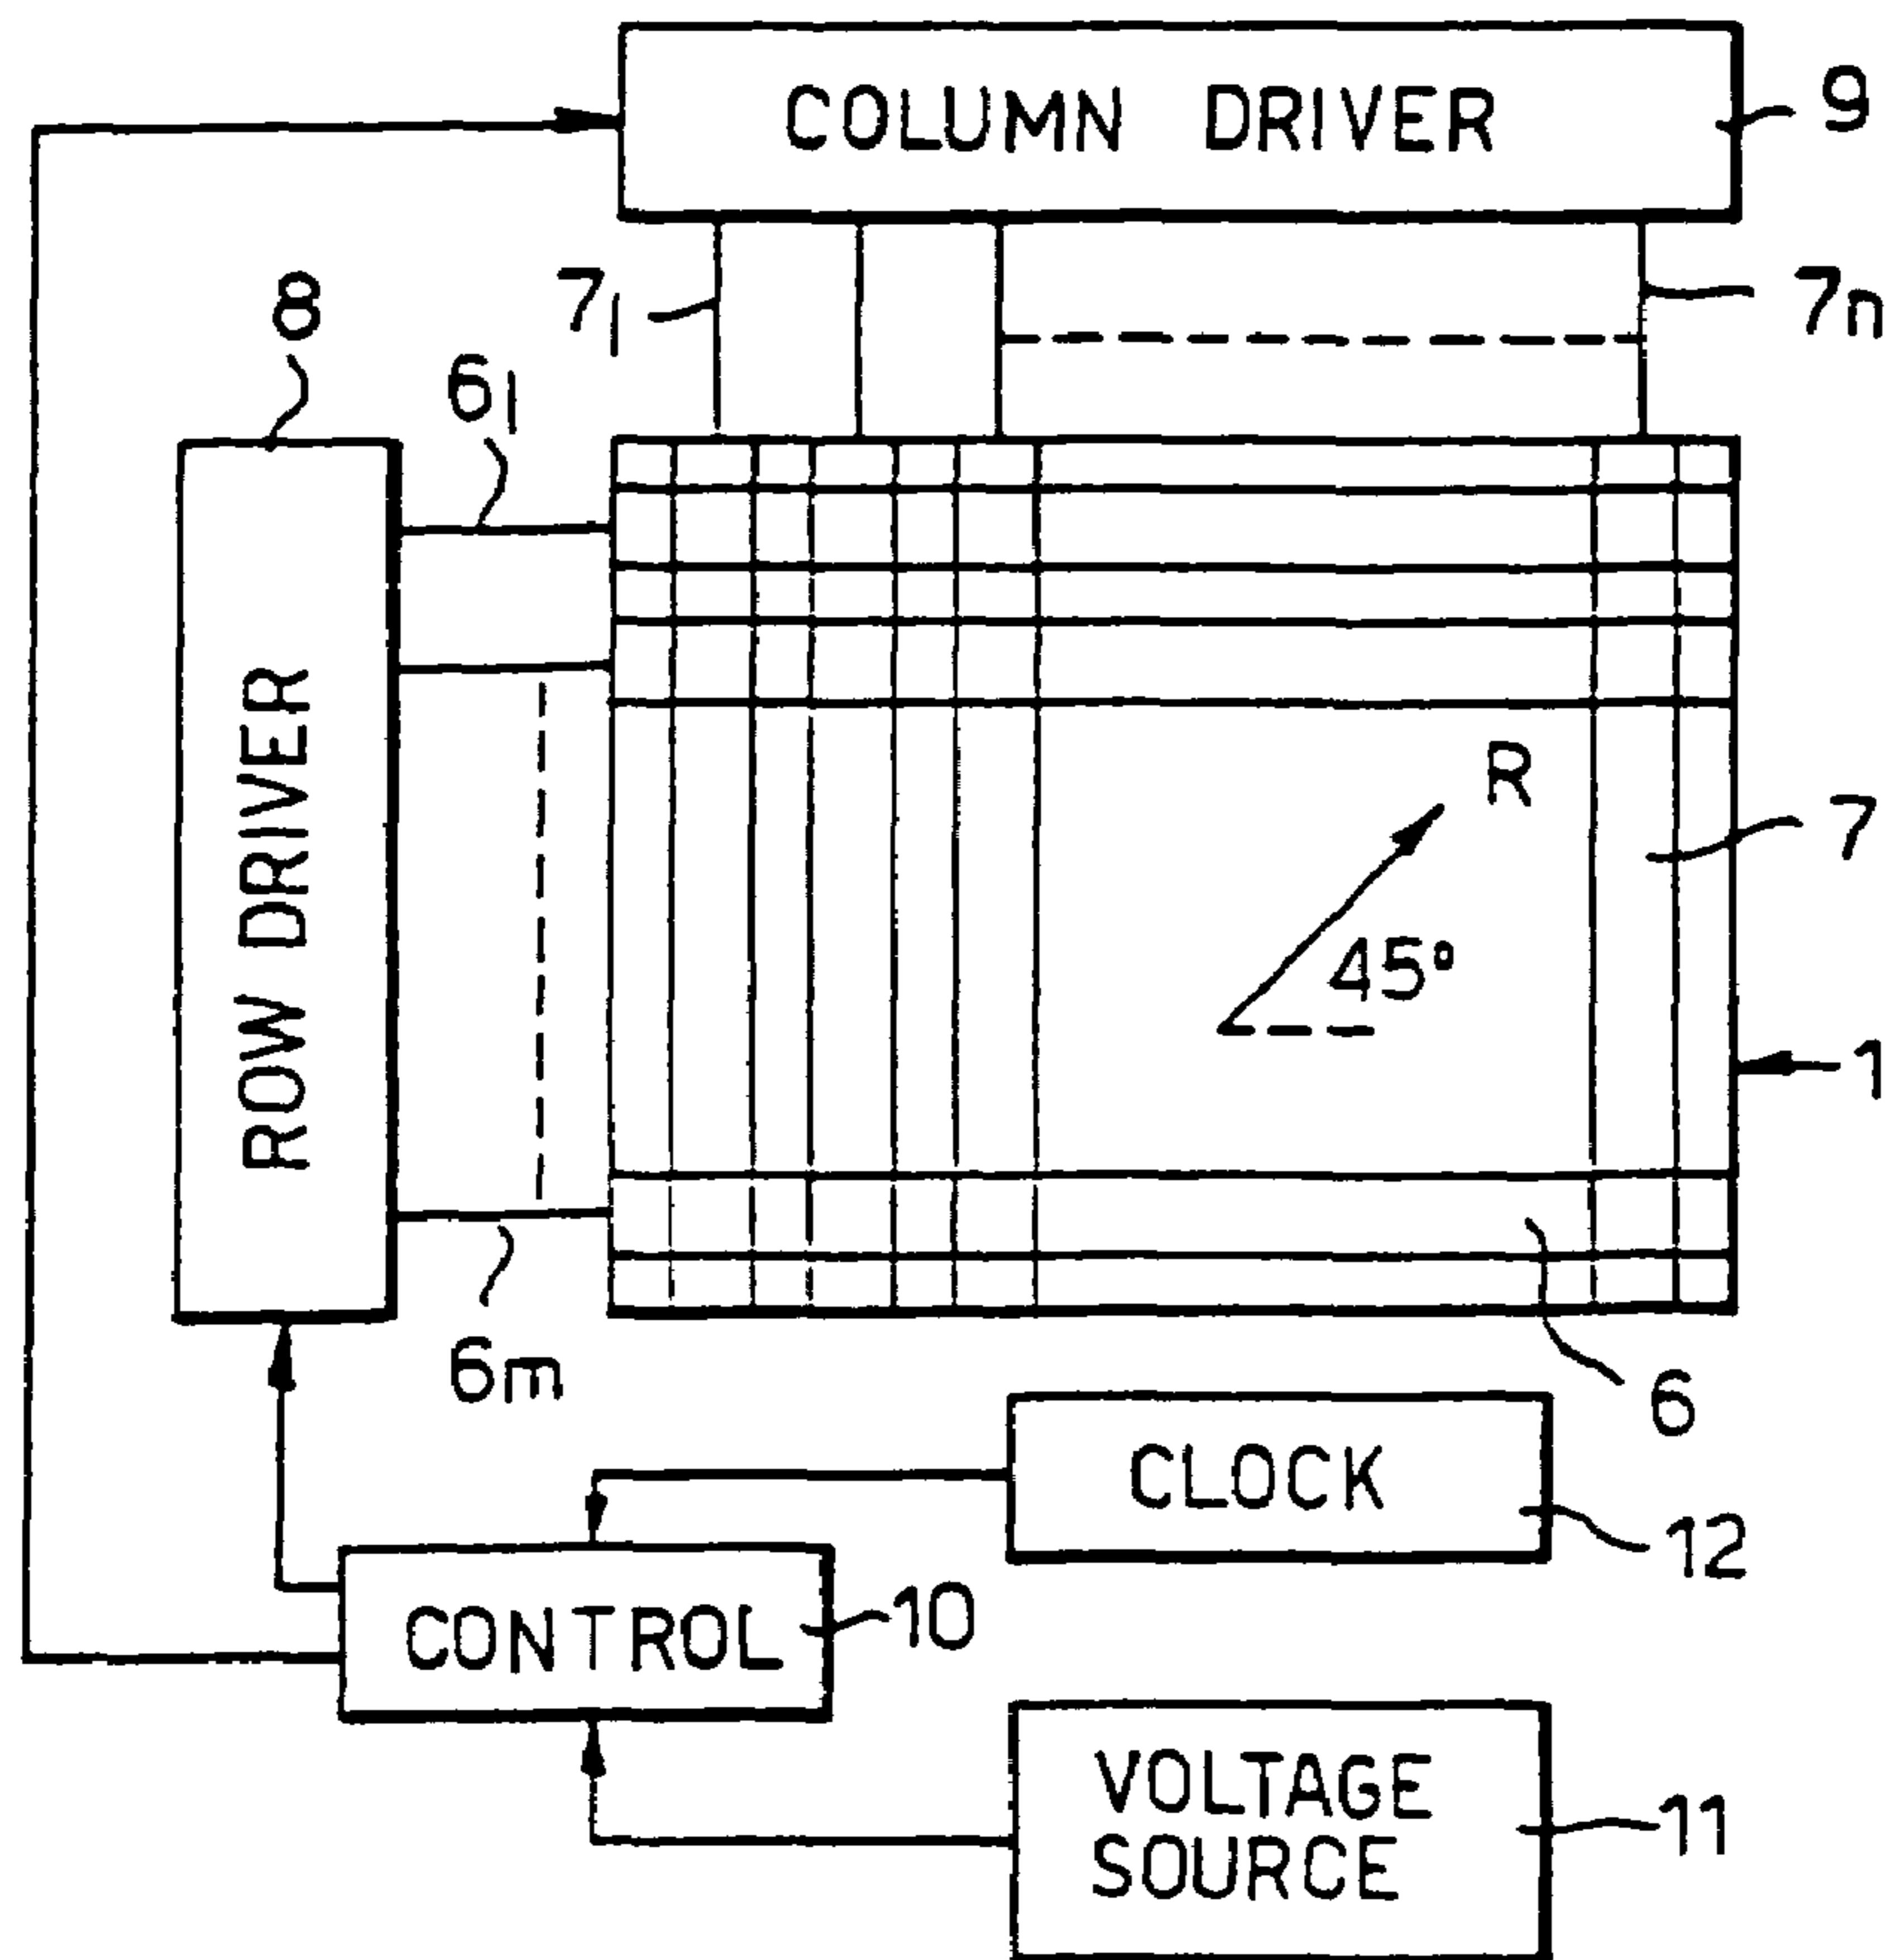 COLUMN DRIVER
9
7₁
7n
8
6₁
ROW DRIVER
R
45°
7
1
6m
6
CLOCK
12
CONTROL
10
VOLTAGE
SOURCE
11